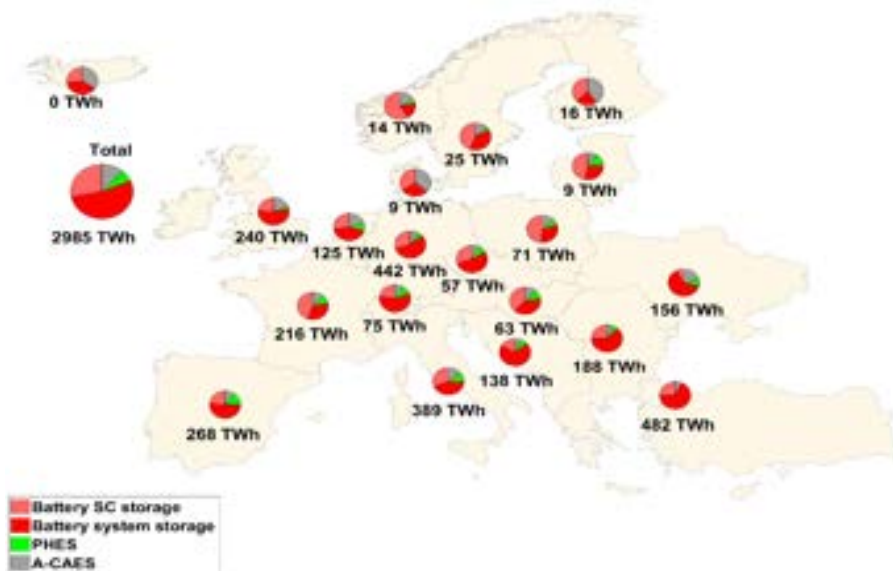 0 TWh
14 TWh
16 TWh
25 TWh
Total
9 TWh
9 TWh
2985 TWh
240 TWh
125 TWh
71 TWh
442 TWh
57 TWh
156 TWh
216 TWh
75 TWh
63 TWh
188 TWh
138 TWh
389 TWh
482 TWh
268 TWh
Battery SC storage
Battery system storage
PHES
A-CAES